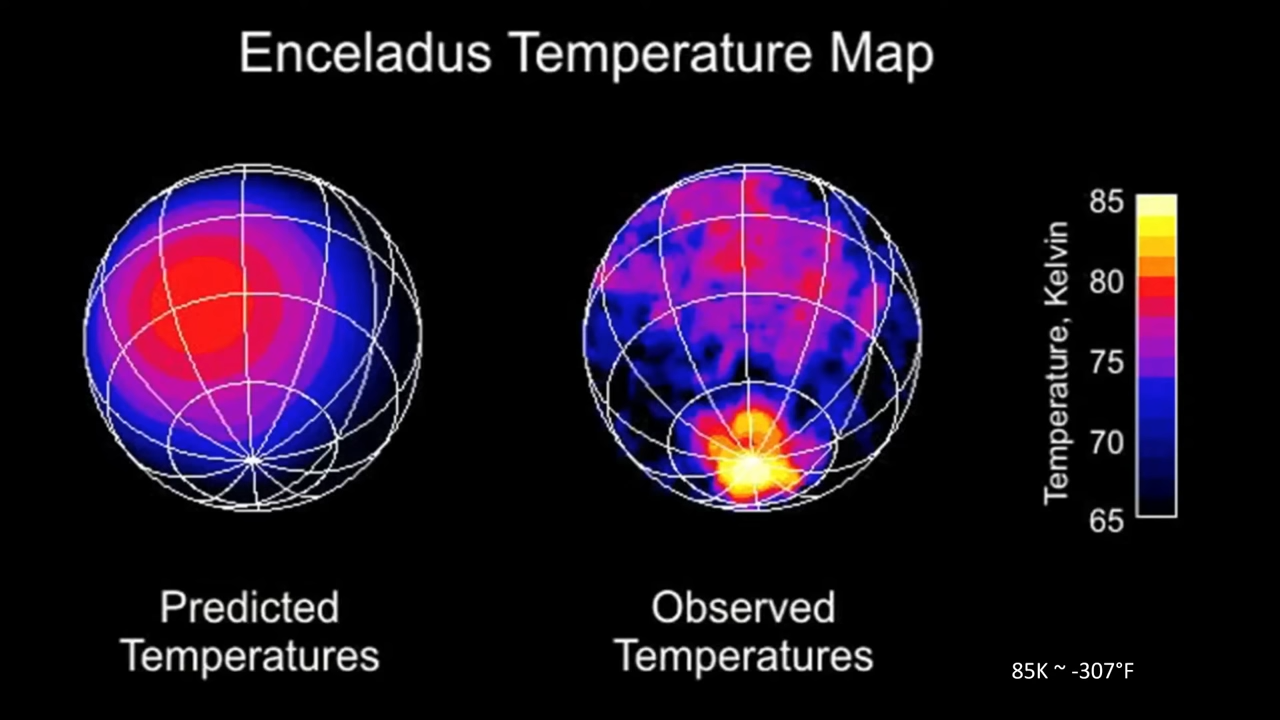 Enceladus Temperature Map
85
80
75
70
65
Temperature, Kelvin
Predicted
Temperatures
Observed
Temperatures
85K ~ -307°F